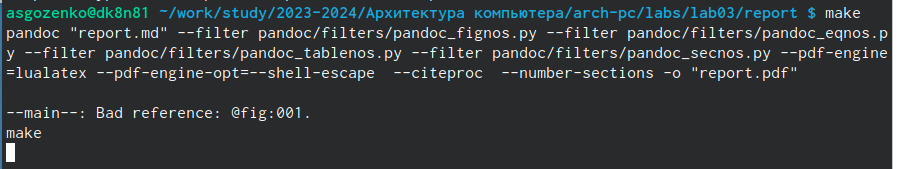 asgozenko@dk8n81 ~/work/study/2023-2024/Архитектура компьютера/arch-pc/labs/lab03/report $ make
pandoc "report.md" --filter pandoc/filters/pandoc_fignos.py --filter pandoc/filters/pandoc_eqnos.p
y --filter pandoc/filters/pandoc_tablenos.py --filter pandoc/filters/pandoc_secnos.py --pdf-engine
=lualatex --pdf-engine-opt=--shell-escape  --citeproc  --number-sections -o "report.pdf"
--main--: Bad reference: @fig:001.
make